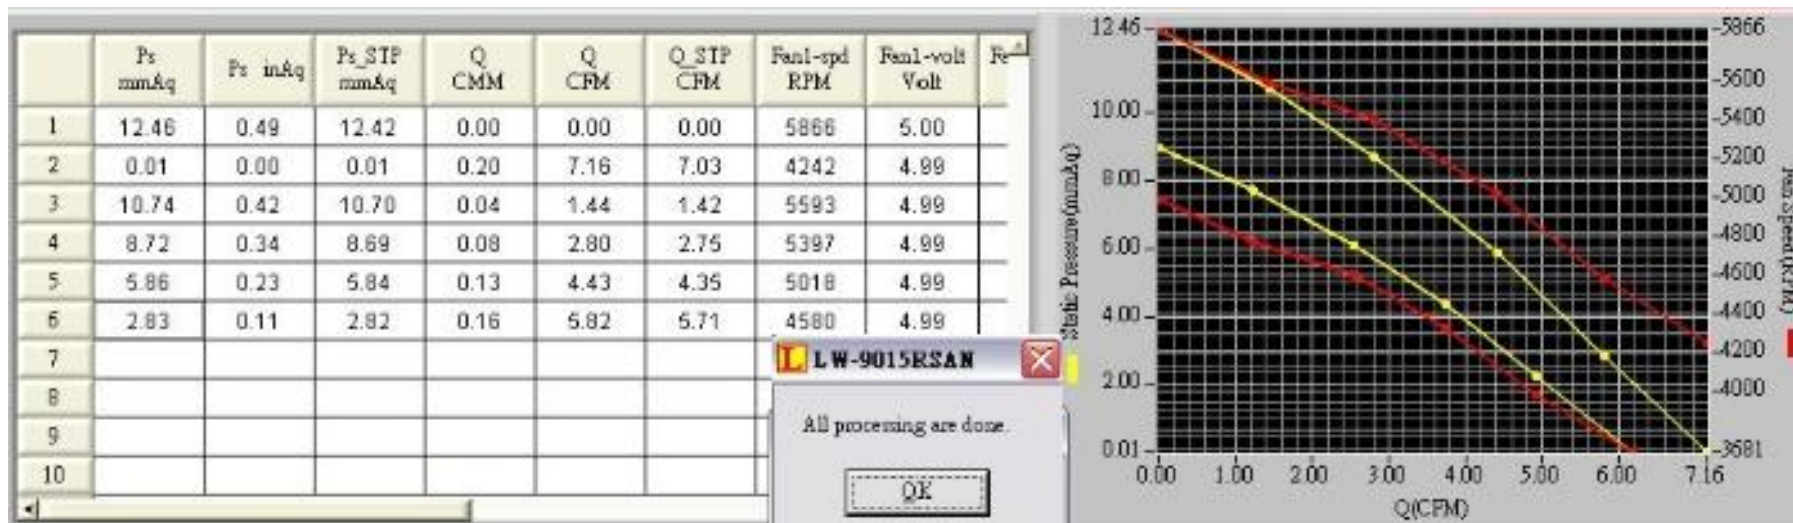 Ps mmAq Ps inAq Ps_STP mmAq Q CMM Q CFM Q_STP CFM Fan1-spd RPM Fan1-volt Volt
1 12.46 0.49 12.42 0.00 0.00 0.00 5866 5.00
2 0.01 0.00 0.01 0.20 7.16 7.03 4242 4.99
3 10.74 0.42 10.70 0.04 1.44 1.42 5593 4.99
4 8.72 0.34 8.69 0.08 2.80 2.75 5397 4.99
5 5.86 0.23 5.84 0.13 4.43 4.35 5018 4.99
6 2.83 0.11 2.82 0.16 5.82 5.71 4580 4.99
7
8
9
10
LW-9015RSAN
All processing are done.
OK
Static Pressure(mmAq)
12.46
10.00
8.00
6.00
4.00
2.00
0.01
0.00 1.00 2.00 3.00 4.00 5.00 6.00 7.16
Q(CFM)
5866
5600
5400
5200
5000
4800
4600
4400
4200
4000
3681
Fan Speed(RPM)